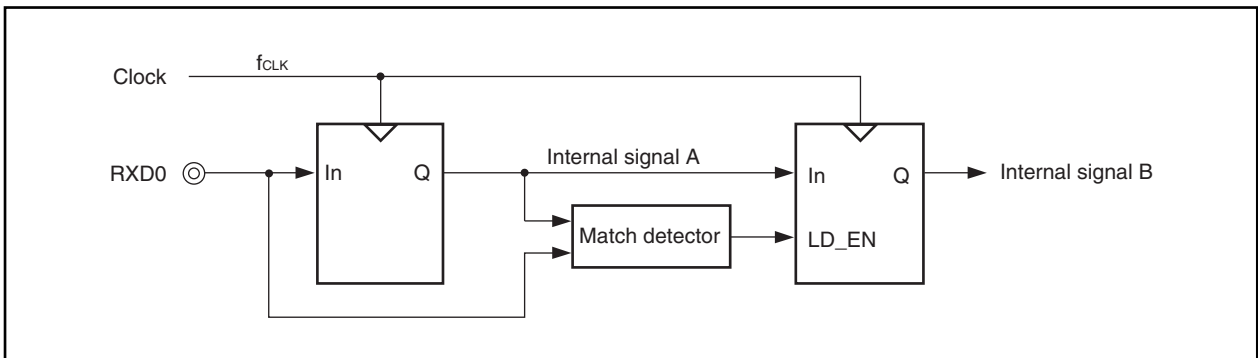 Clock
fCLK
RXD0
In
Q
Internal signal A
Match detector
In
Q
LD_EN
Internal signal B